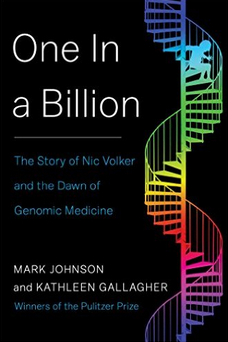 One In
a Billion
The Story of Nic Volker
and the Dawn of
Genomic Medicine
MARK JOHNSON
and KATHLEEN GALLAGHER
Winners of the Pulitzer Prize